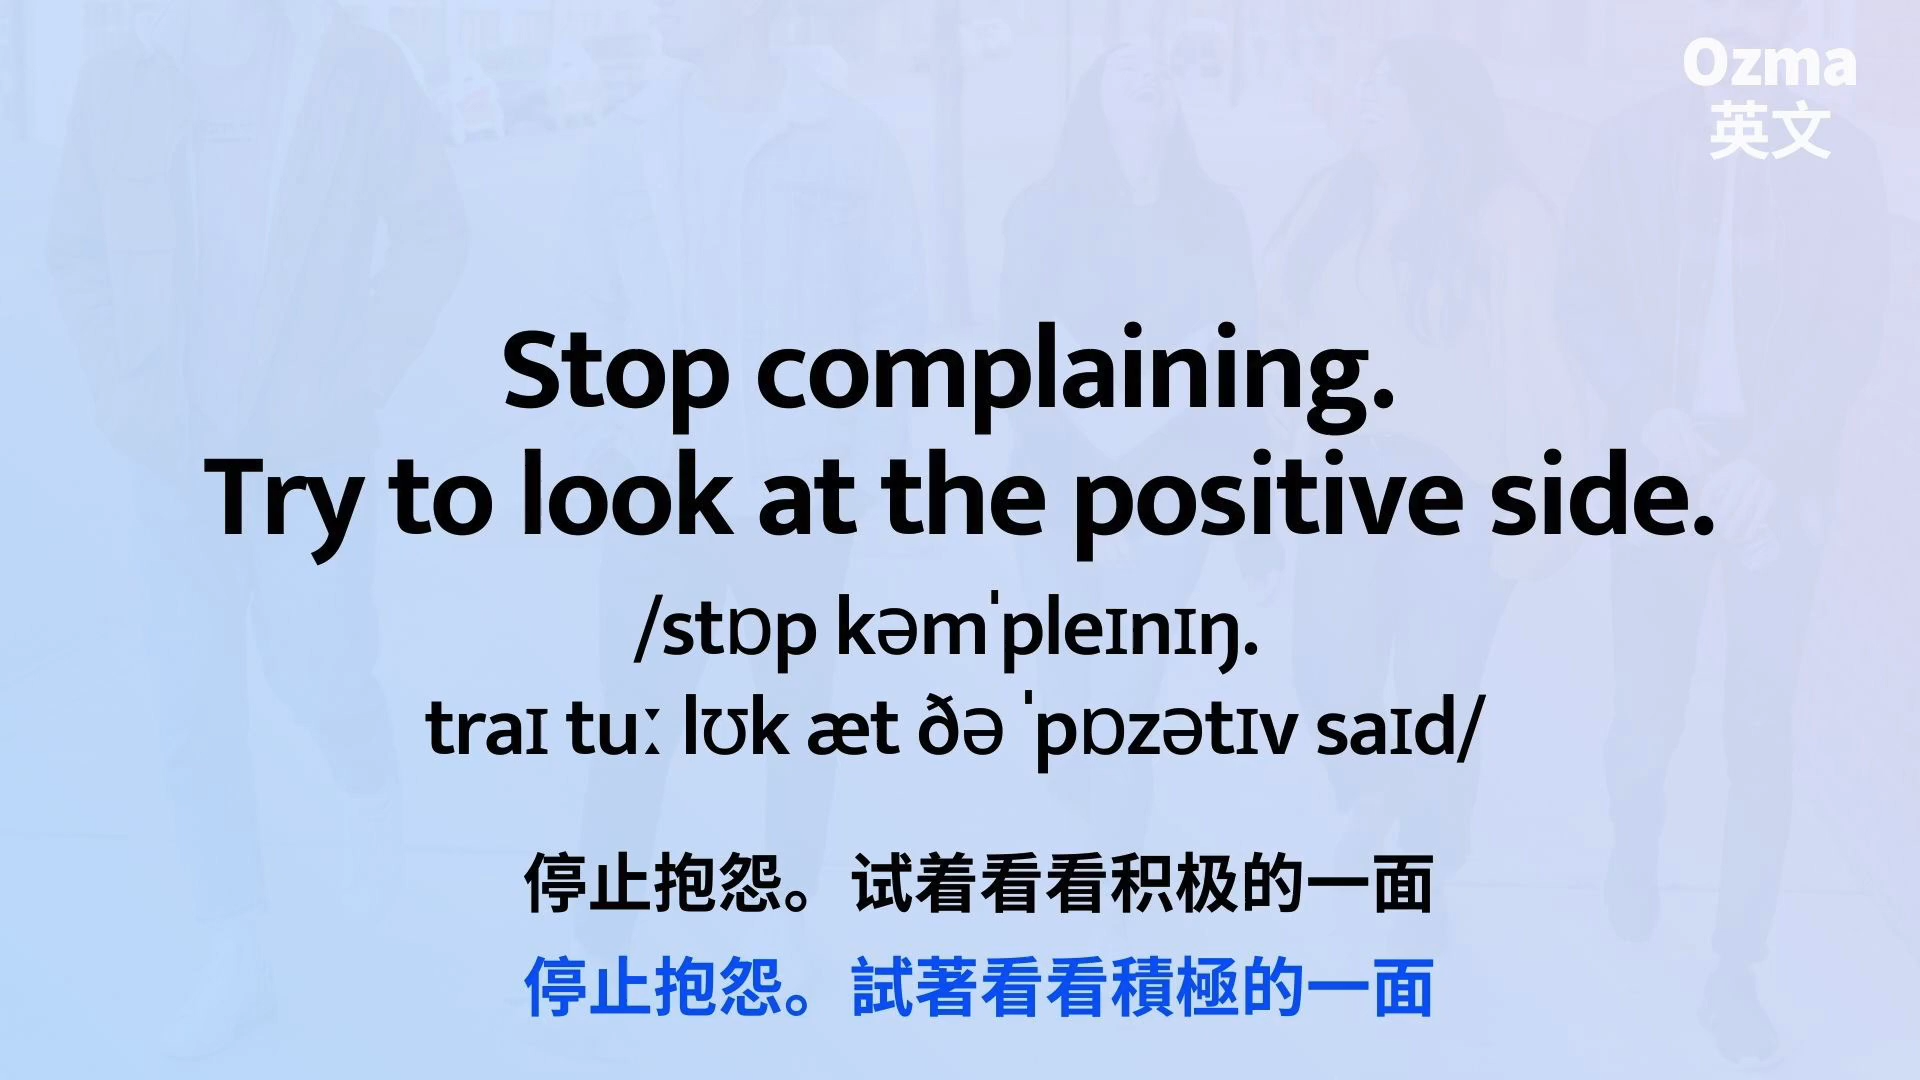 Ozma
英文
Stop complaining.
Try to look at the positive side.
/stɒp kəmˈpleɪnɪŋ.
traɪ tuː lʊk æt ðə ˈpɒzətɪv saɪd/
停止抱怨。试着看看积极的一面
停止抱怨。試著看看積極的一面